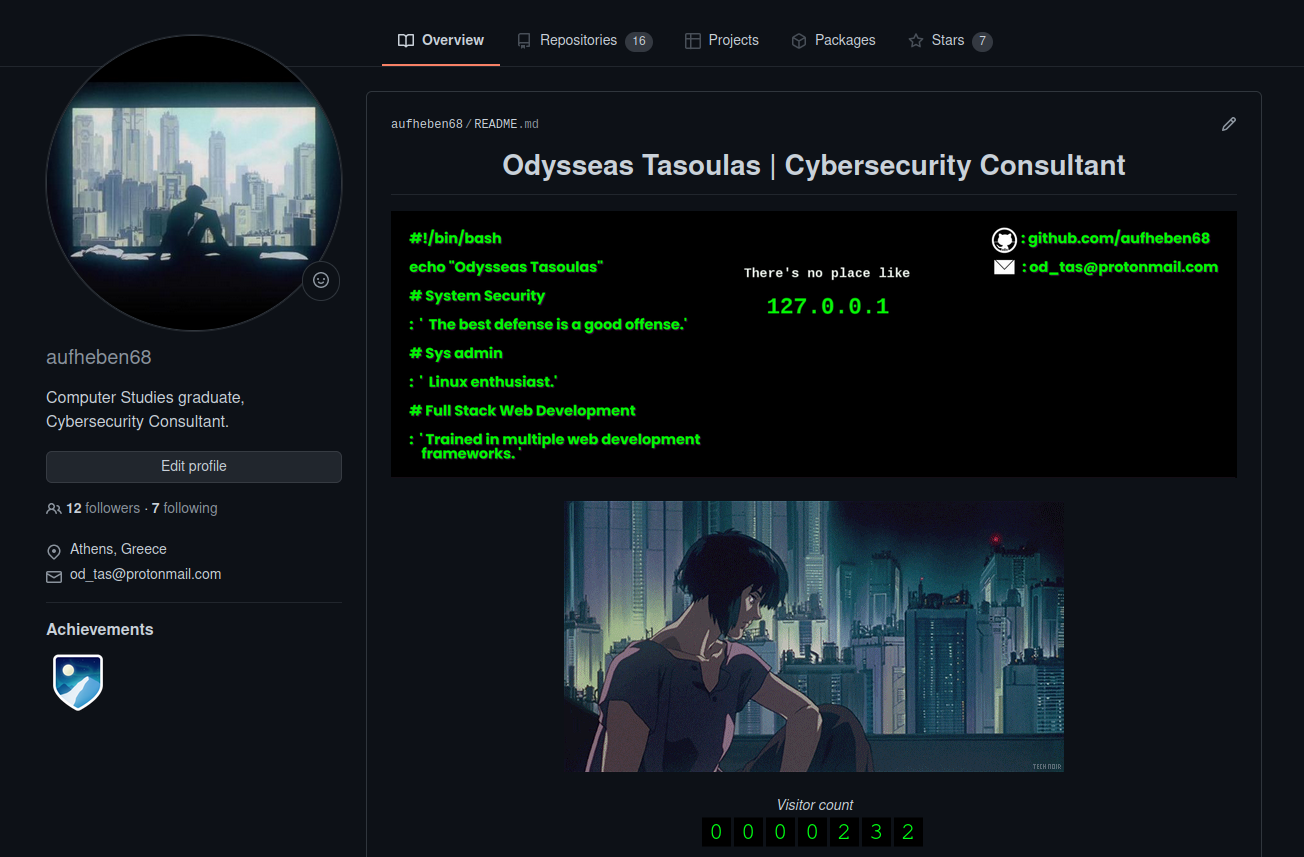 Overview
Repositories 16
Projects
Packages
Stars 7
aufheben68
Computer Studies graduate,
Cybersecurity Consultant.
Edit profile
12 followers · 7 following
Athens, Greece
od_tas@protonmail.com
Achievements
aufheben68/README.md
Odysseas Tasoulas | Cybersecurity Consultant
#!/bin/bash
echo "Odysseas Tasoulas"
# System Security
: ' The best defense is a good offense.'
# Sys admin
: ' Linux enthusiast.'
# Full Stack Web Development
: ' Trained in multiple web development
frameworks. '
There's no place like
127.0.0.1
: github.com/aufheben68
: od_tas@protonmail.com
TECH NOIR
Visitor count
0 0 0 0 2 3 2